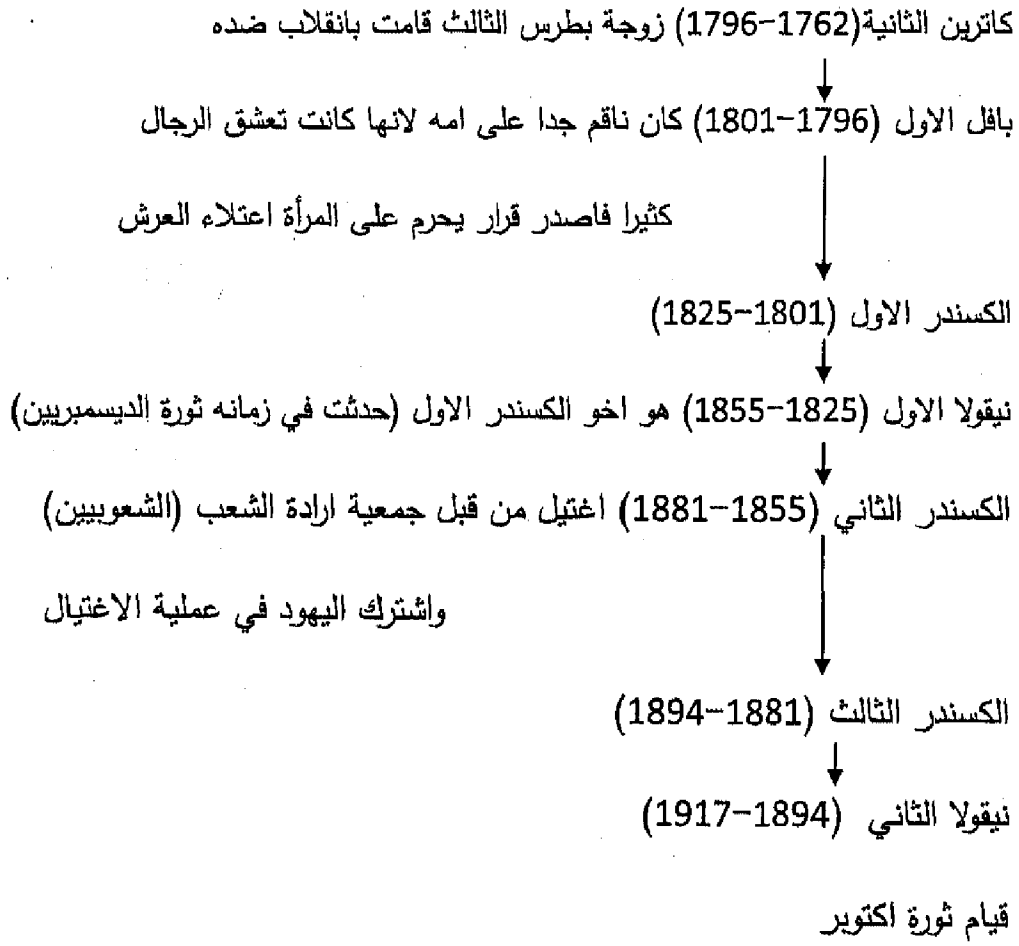 كاترين الثانية(1762-1796) زوجة بطرس الثالث قامت بانقلاب ضده
بافل الاول (1796-1801) كان ناقم جدا على امه لانها كانت تعشق الرجال
كثيرا فاصدر قرار يحرم على المرأة اعتلاء العرش
الكسندر الاول (1801-1825)
نيقولا الاول (1825-1855) هو اخو الكسندر الاول (حدثت في زمانه ثورة الديسمبريين)
الكسندر الثاني (1855-1881) اغتيل من قبل جمعية ارادة الشعب (الشعوبيين)
واشترك اليهود في عملية الاغتيال
الكسندر الثالث (1881-1894)
نيقولا الثاني (1894-1917)
قيام ثورة اكتوبر